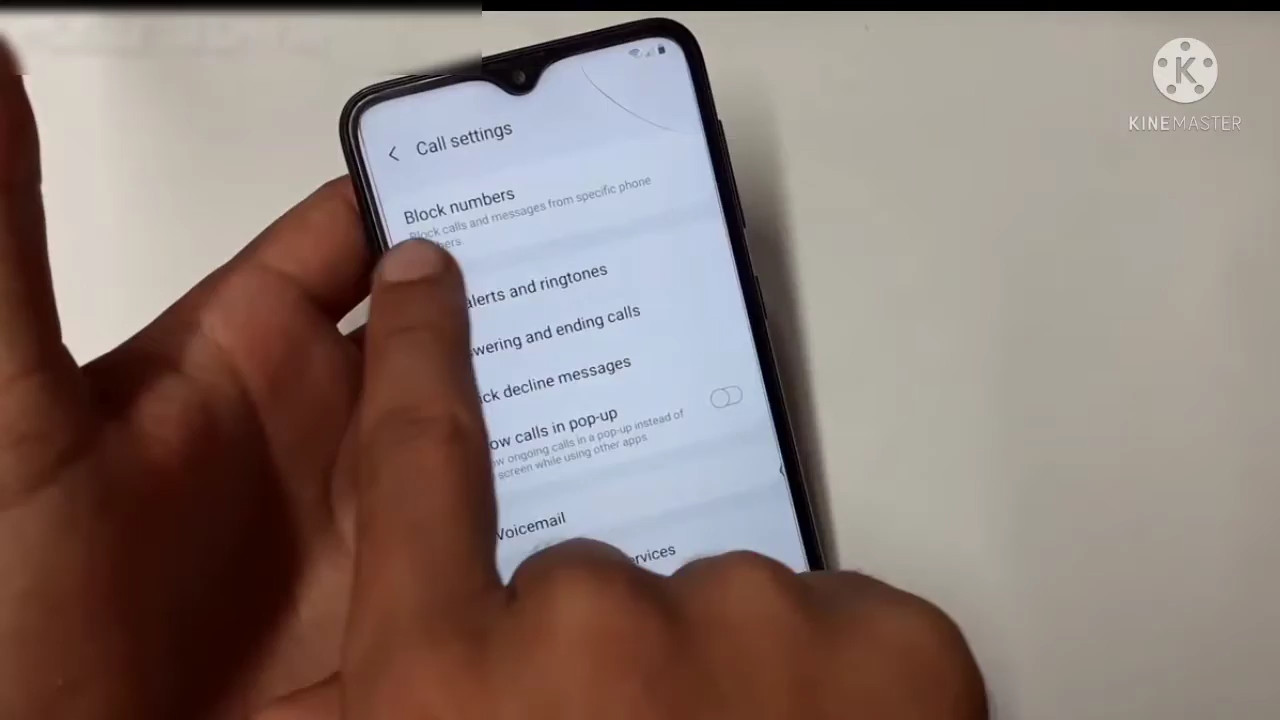 Call settings
Block numbers
Block calls and messages from specific phone
alerts and ringtones
wering and ending calls
ick decline messages
ow calls in pop-up
w ongoing calls in a pop-up instead of
screen while using other apps
Voicemail
ervices
K
KINEMASTER